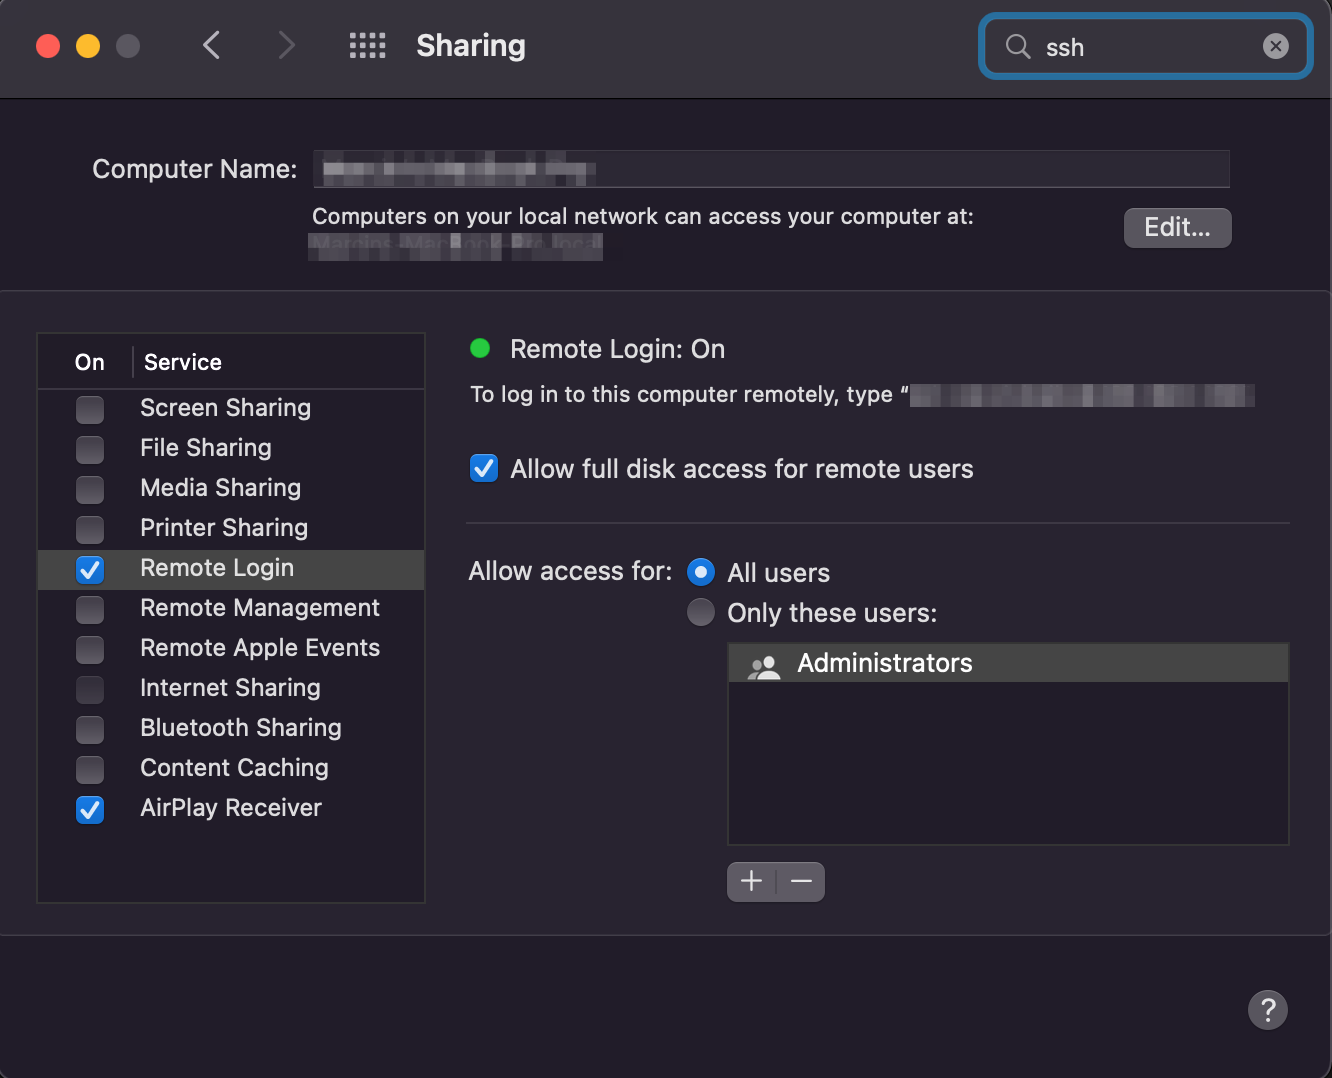 Sharing
ssh
Computer Name:
Computers on your local network can access your computer at:
Edit...
On Service
Screen Sharing
File Sharing
Media Sharing
Printer Sharing
Remote Login
Remote Management
Remote Apple Events
Internet Sharing
Bluetooth Sharing
Content Caching
AirPlay Receiver
Remote Login: On
To log in to this computer remotely, type “
Allow full disk access for remote users
Allow access for:
All users
Only these users:
Administrators
+ −
?